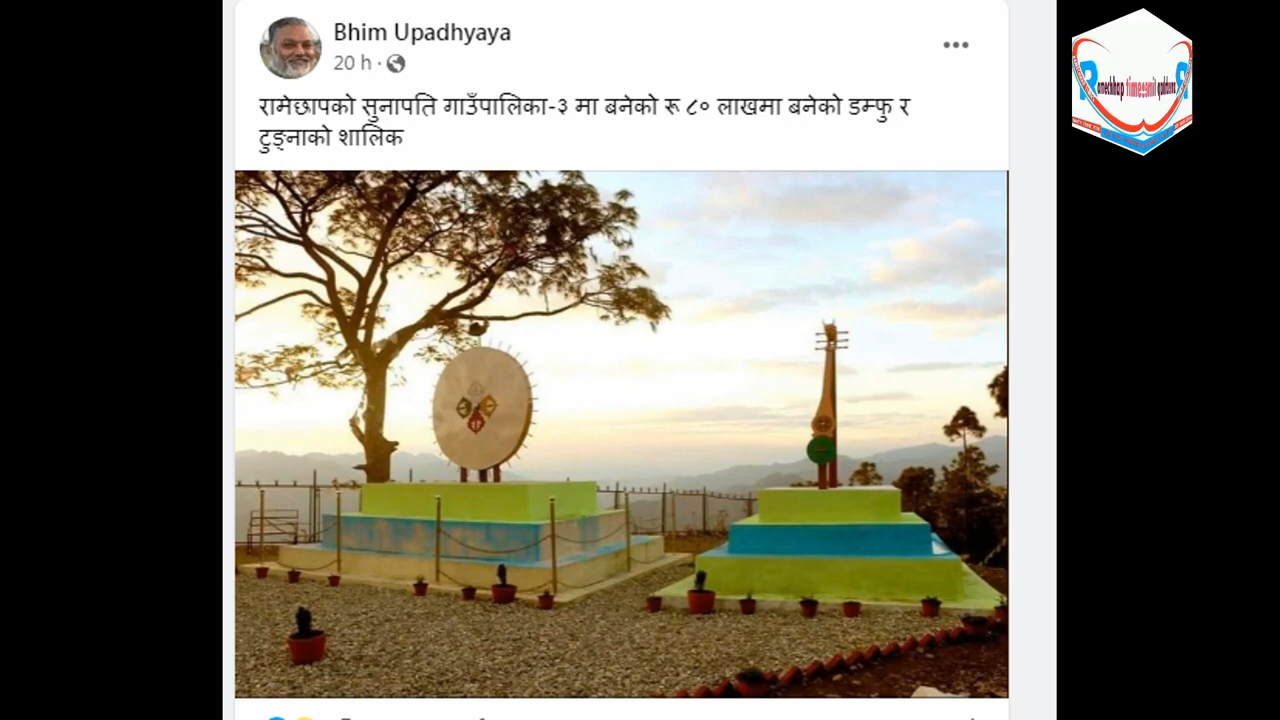 Bhim Upadhyaya
20 h ·
रामेछापको सुनापति गाउँपालिका-३ मा बनेको रू ८० लाखमा बनेको डम्फु र
टुङ्नाको शालिक